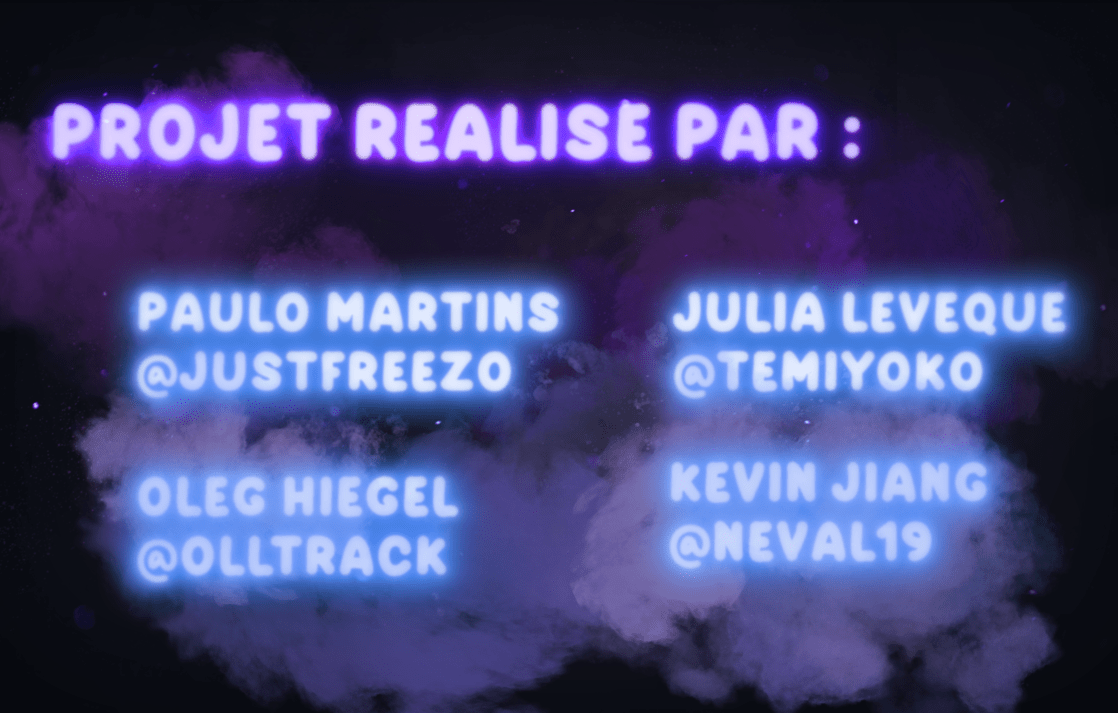 PROJET REALISE PAR :
PAULO MARTINS
@JUSTFREEZO
JULIA LEVEQUE
@TEMIYOKO
OLEG HIEGEL
@OLLTRACK
KEVIN JIANG
@NEVAL19